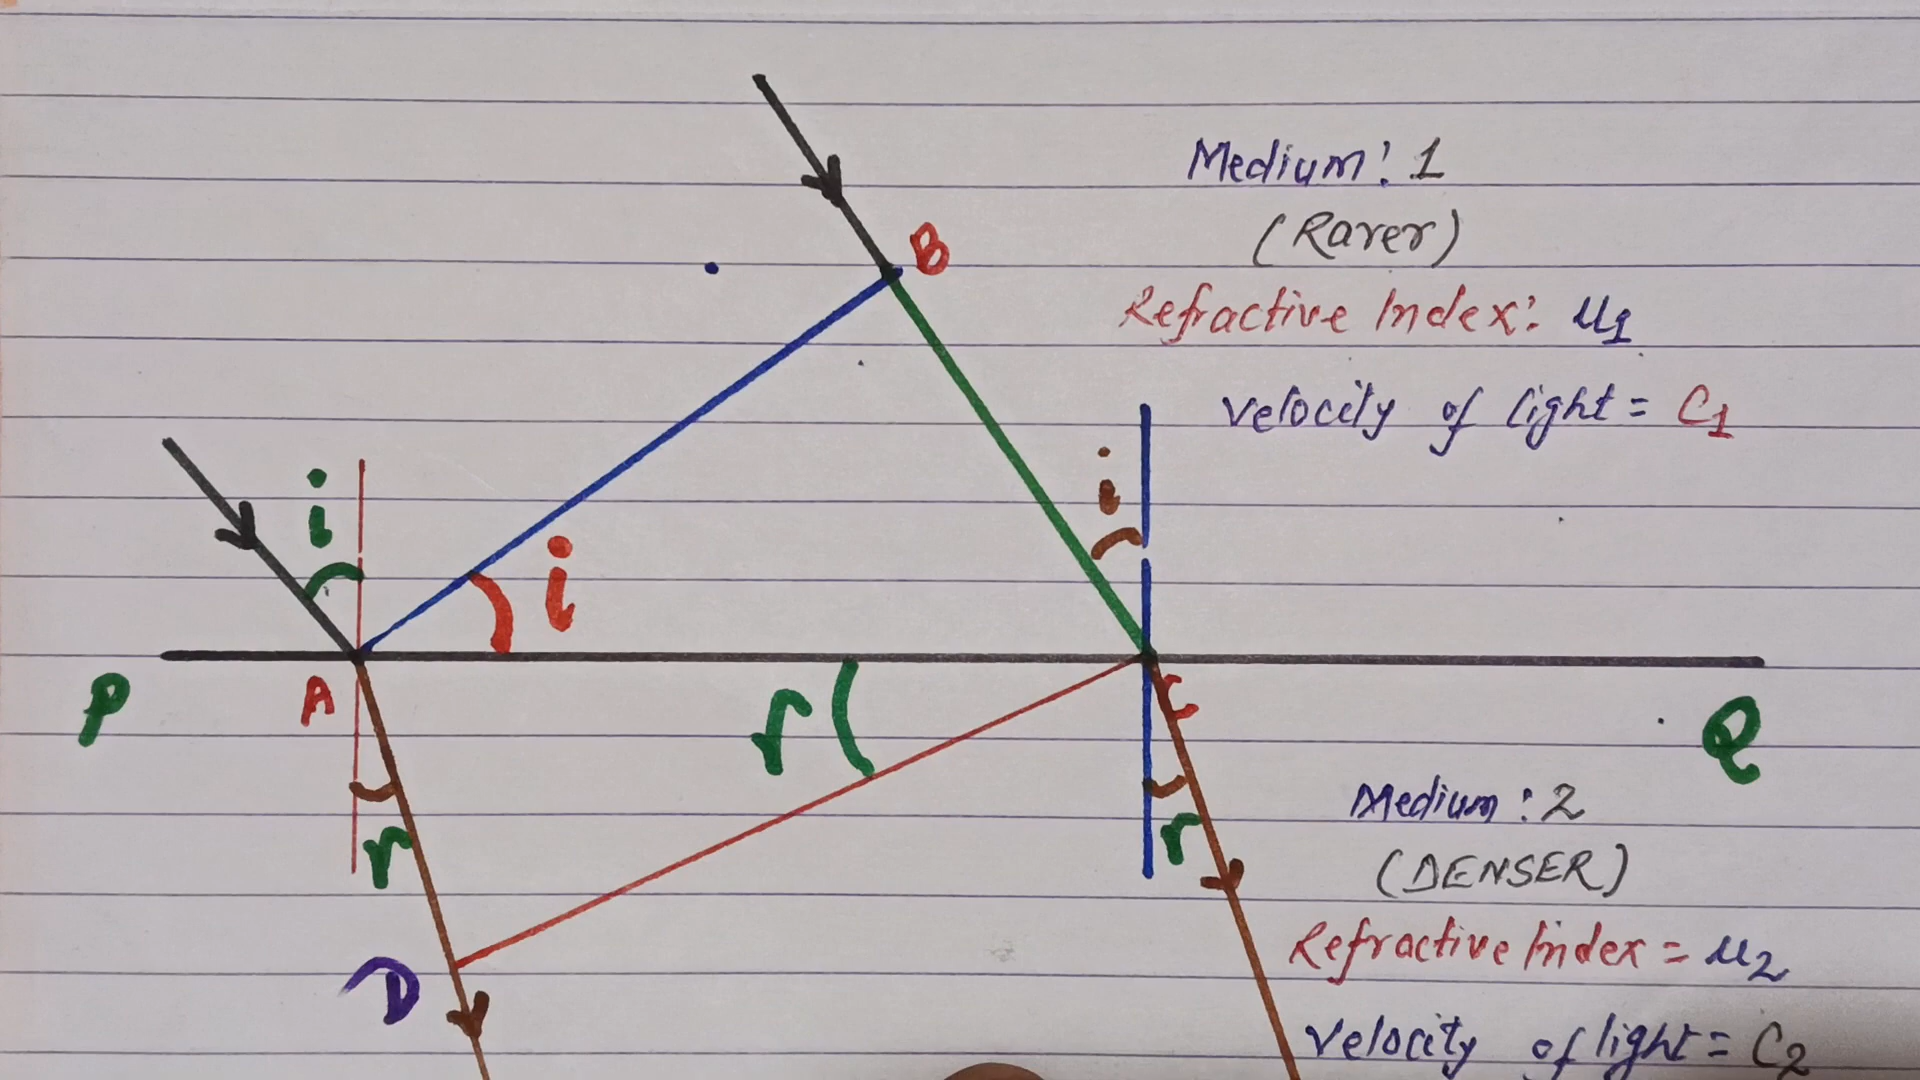 Medium: 1
(Rarer)
B
Refractive Index: μ1
velocity of light = C1
i
i
i
A
P
r
C
Q
r
r
Medium: 2
(DENSER)
D
Refractive Index = μ2
velocity of light = C2